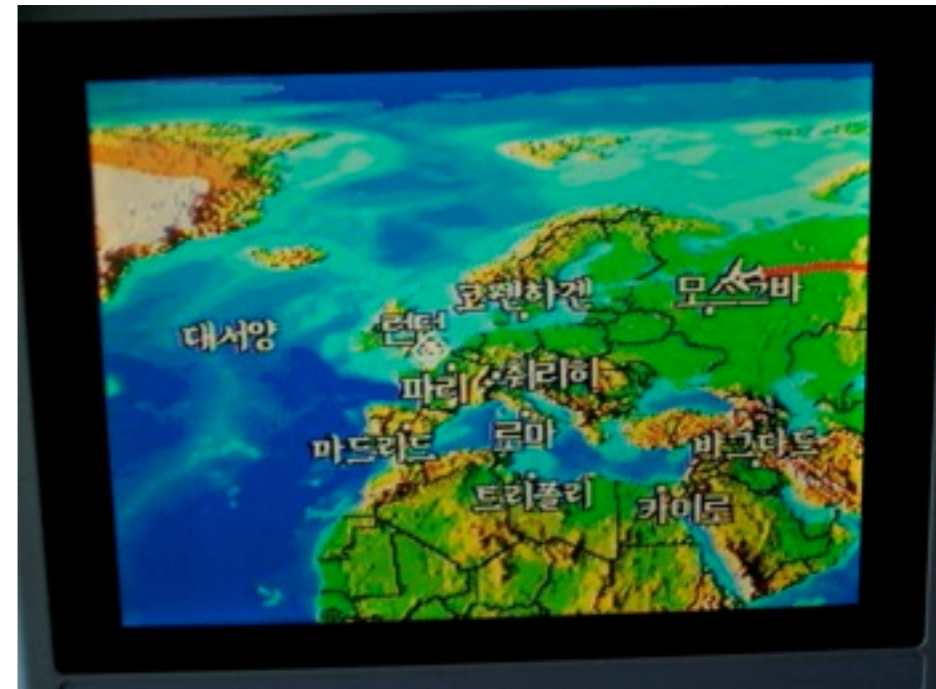 코펜하겐
모스크바
대서양
런던
파리
취리히
마드리드
로마
바그다드
트리폴리
카이로